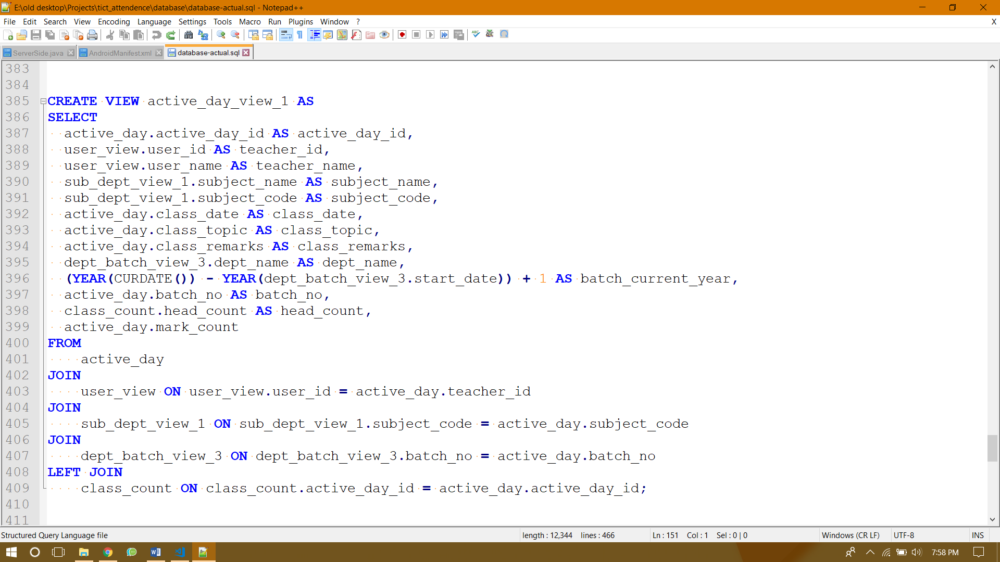 E:\old desktop\Projects\tict_attendence\database\database-actual.sql - Notepad++
File Edit Search View Encoding Language Settings Tools Macro Run Plugins Window ? X
ServerSide.java AndroidManifest.xml database-actual.sql
383
384
385 CREATE VIEW active_day_view_1 AS
386 SELECT
387 active_day.active_day_id AS active_day_id,
388 user_view.user_id AS teacher_id,
389 user_view.user_name AS teacher_name,
390 sub_dept_view_1.subject_name AS subject_name,
391 sub_dept_view_1.subject_code AS subject_code,
392 active_day.class_date AS class_date,
393 active_day.class_topic AS class_topic,
394 active_day.class_remarks AS class_remarks,
395 dept_batch_view_3.dept_name AS dept_name,
396 (YEAR(CURDATE()) - YEAR(dept_batch_view_3.start_date)) + 1 AS batch_current_year,
397 active_day.batch_no AS batch_no,
398 class_count.head_count AS head_count,
399 active_day.mark_count
400 FROM
401 active_day
402 JOIN
403 user_view ON user_view.user_id = active_day.teacher_id
404 JOIN
405 sub_dept_view_1 ON sub_dept_view_1.subject_code = active_day.subject_code
406 JOIN
407 dept_batch_view_3 ON dept_batch_view_3.batch_no = active_day.batch_no
408 LEFT JOIN
409 class_count ON class_count.active_day_id = active_day.active_day_id;
410
411
Structured Query Language file length : 12,344 lines : 466 Ln : 151 Col : 1 Sel : 0 | 0 Windows (CR LF) UTF-8 INS
7:58 PM